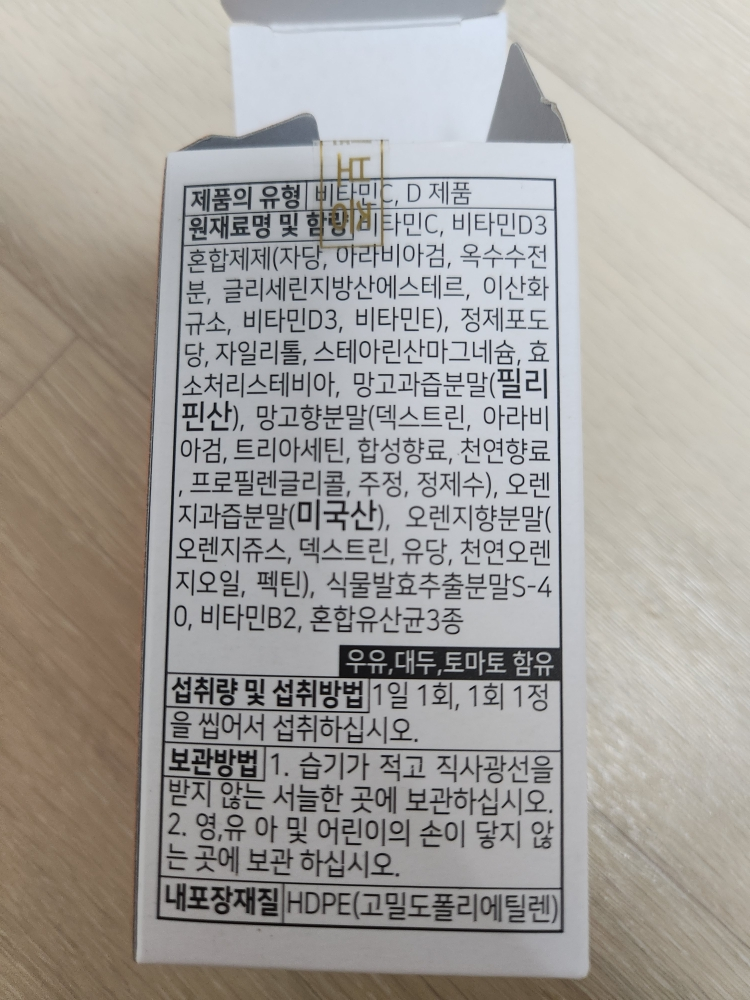 제품의 유형 비타민C, D 제품
원재료명 및 함량 비타민C, 비타민D3
혼합제제(자당, 아라비아검, 옥수수전
분, 글리세린지방산에스테르, 이산화
규소, 비타민D3, 비타민E), 정제포도
당, 자일리톨, 스테아린산마그네슘, 효
소처리스테비아, 망고과즙분말(필리
핀산), 망고향분말(덱스트린, 아라비
아검, 트리아세틴, 합성향료, 천연향료
, 프로필렌글리콜, 주정, 정제수), 오렌
지과즙분말(미국산), 오렌지향분말(
오렌지쥬스, 덱스트린, 유당, 천연오렌
지오일, 펙틴), 식물발효추출분말S-4
0, 비타민B2, 혼합유산균3종
우유,대두,토마토 함유
섭취량 및 섭취방법 1일 1회, 1회 1정
을 씹어서 섭취하십시오.
보관방법 1. 습기가 적고 직사광선을
받지 않는 서늘한 곳에 보관하십시오.
2. 영,유 아 및 어린이의 손이 닿지 않
는 곳에 보관 하십시오.
내포장재질 HDPE(고밀도폴리에틸렌)